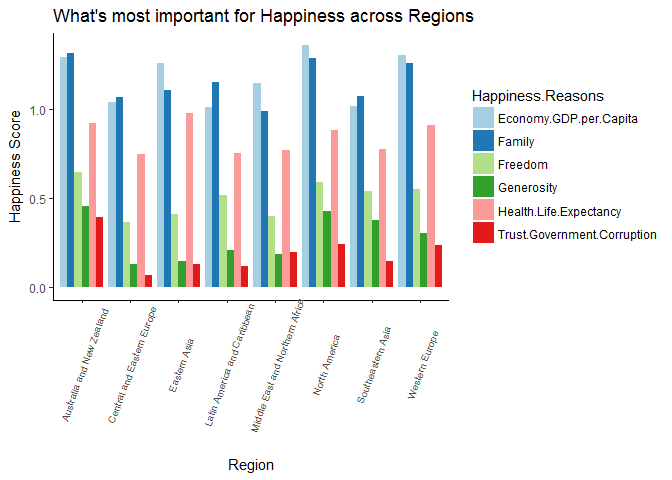 What's most important for Happiness across Regions
Happiness Score
1.0
0.5
0.0
Australia and New Zealand
Central and Eastern Europe
Eastern Asia
Latin America and Caribbean
Middle East and Northern Africa
North America
Southeastern Asia
Western Europe
Region
Happiness.Reasons
Economy.GDP.per.Capita
Family
Freedom
Generosity
Health.Life.Expectancy
Trust.Government.Corruption